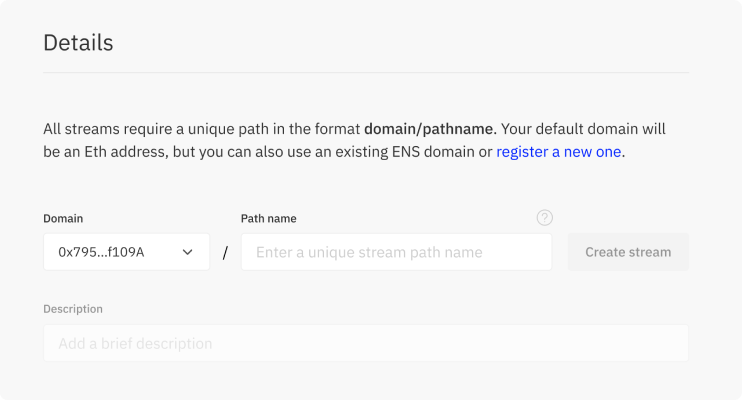 Details
All streams require a unique path in the format domain/pathname. Your default domain will
be an Eth address, but you can also use an existing ENS domain or register a new one.
Domain
Path name
?
0x795...f109A
/
Enter a unique stream path name
Create stream
Description
Add a brief description